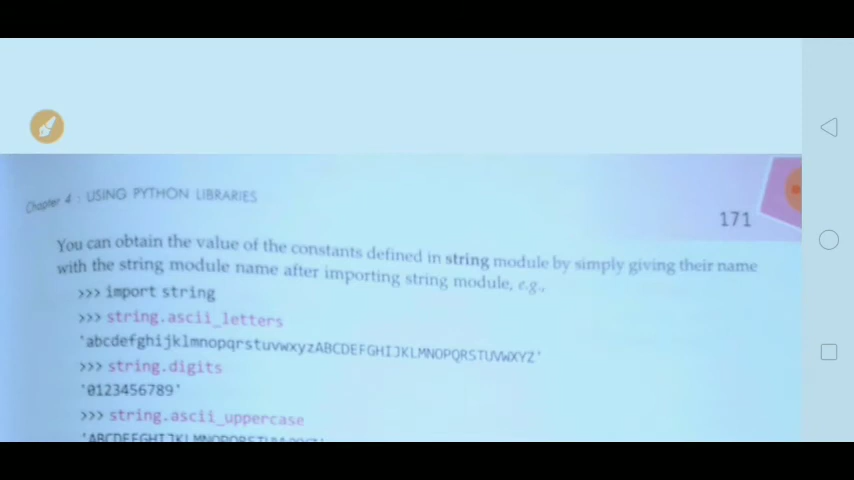 Chapter 4 : USING PYTHON LIBRARIES
171
You can obtain the value of the constants defined in string module by simply giving their name
with the string module name after importing string module, e.g.,
>>> import string
>>> string.ascii_letters
'abcdefghijklmnopqrstuvwxyzABCDEFGHIJKLMNOPQRSTUVWXYZ'
>>> string.digits
'0123456789'
>>> string.ascii_uppercase